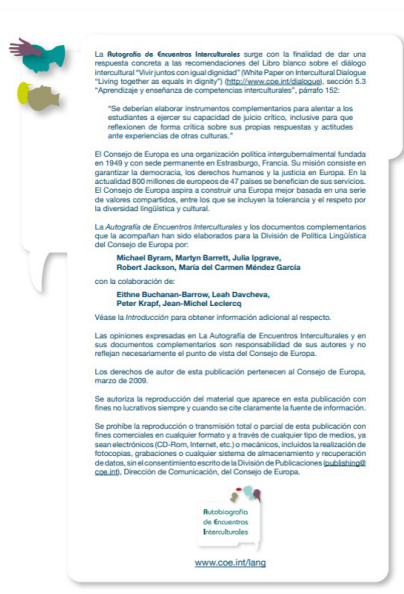 La Autografía de Encuentros Interculturales surge con la finalidad de dar una
respuesta concreta a las recomendaciones del Libro blanco sobre el diálogo
intercultural "Vivir juntos con igual dignidad" (White Paper on Intercultural Dialogue
"Living together as equals in dignity") (http://www.coe.int/dialogue), sección 5.3
"Aprendizaje y enseñanza de competencias interculturales", párrafo 152:
"Se deberían elaborar instrumentos complementarios para alentar a los
estudiantes a ejercer su capacidad de juicio crítico, inclusive para que
reflexionen de forma crítica sobre sus propias respuestas y actitudes
ante experiencias de otras culturas."
El Consejo de Europa es una organización política intergubernamental fundada
en 1949 y con sede permanente en Estrasburgo, Francia. Su misión consiste en
garantizar la democracia, los derechos humanos y la justicia en Europa. En la
actualidad 800 millones de europeos de 47 países se benefician de sus servicios.
El Consejo de Europa aspira a construir una Europa mejor basada en una serie
de valores compartidos, entre los que se incluyen la tolerancia y el respeto por
la diversidad lingüística y cultural.
La Autografía de Encuentros Interculturales y los documentos complementarios
que la acompañan han sido elaborados para la División de Política Lingüística
del Consejo de Europa por:
Michael Byram, Martyn Barrett, Julia Ipgrave,
Robert Jackson, María del Carmen Méndez García
con la colaboración de:
Eithne Buchanan-Barrow, Leah Davcheva,
Peter Krapf, Jean-Michel Leclercq
Véase la Introducción para obtener información adicional al respecto.
Las opiniones expresadas en La Autografía de Encuentros Interculturales y en
sus documentos complementarios son responsabilidad de sus autores y no
reflejan necesariamente el punto de vista del Consejo de Europa.
Los derechos de autor de esta publicación pertenecen al Consejo de Europa,
marzo de 2009.
Se autoriza la reproducción del material que aparece en esta publicación con
fines no lucrativos siempre y cuando se cite claramente la fuente de información.
Se prohíbe la reproducción o transmisión total o parcial de esta publicación con
fines comerciales en cualquier formato y a través de cualquier tipo de medios, ya
sean electrónicos (CD-Rom, Internet, etc.) o mecánicos, incluidos la realización de
fotocopias, grabaciones o cualquier sistema de almacenamiento y recuperación
de datos, sin el consentimiento escrito de la División de Publicaciones (publishing@
coe.int), Dirección de Comunicación, del Consejo de Europa.
Autobiografía
de Encuentros
Interculturales
www.coe.int/lang